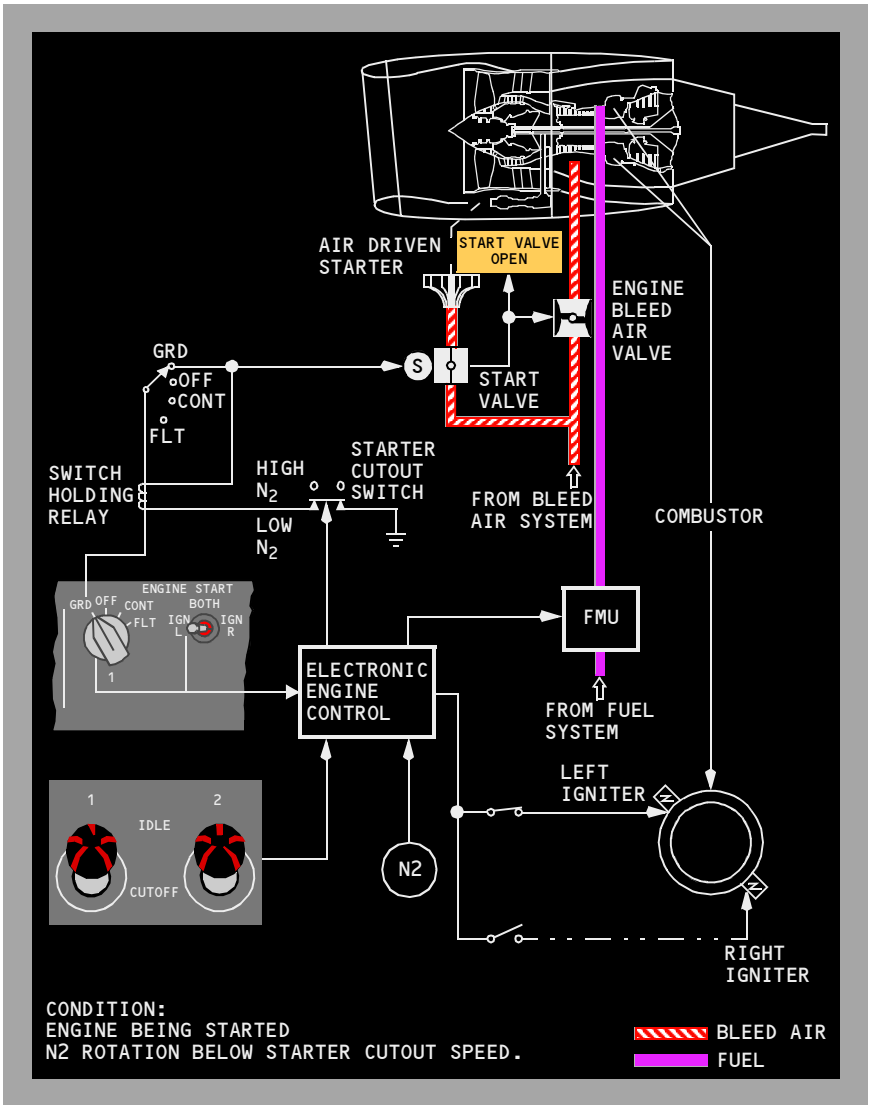 AIR DRIVEN
STARTER
START VALVE
OPEN
ENGINE
BLEED
AIR
VALVE
GRD
OFF
CONT
FLT
S
START
VALVE
SWITCH
HOLDING
RELAY
HIGH
N2
LOW
N2
STARTER
CUTOUT
SWITCH
FROM BLEED
AIR SYSTEM
COMBUSTOR
ENGINE START
GRD
OFF
CONT
FLT
BOTH
IGN
L
IGN
R
1
FMU
ELECTRONIC
ENGINE
CONTROL
FROM FUEL
SYSTEM
LEFT
IGNITER
1
2
IDLE
CUTOFF
N2
RIGHT
IGNITER
CONDITION:
ENGINE BEING STARTED
N2 ROTATION BELOW STARTER CUTOUT SPEED.
BLEED AIR
FUEL